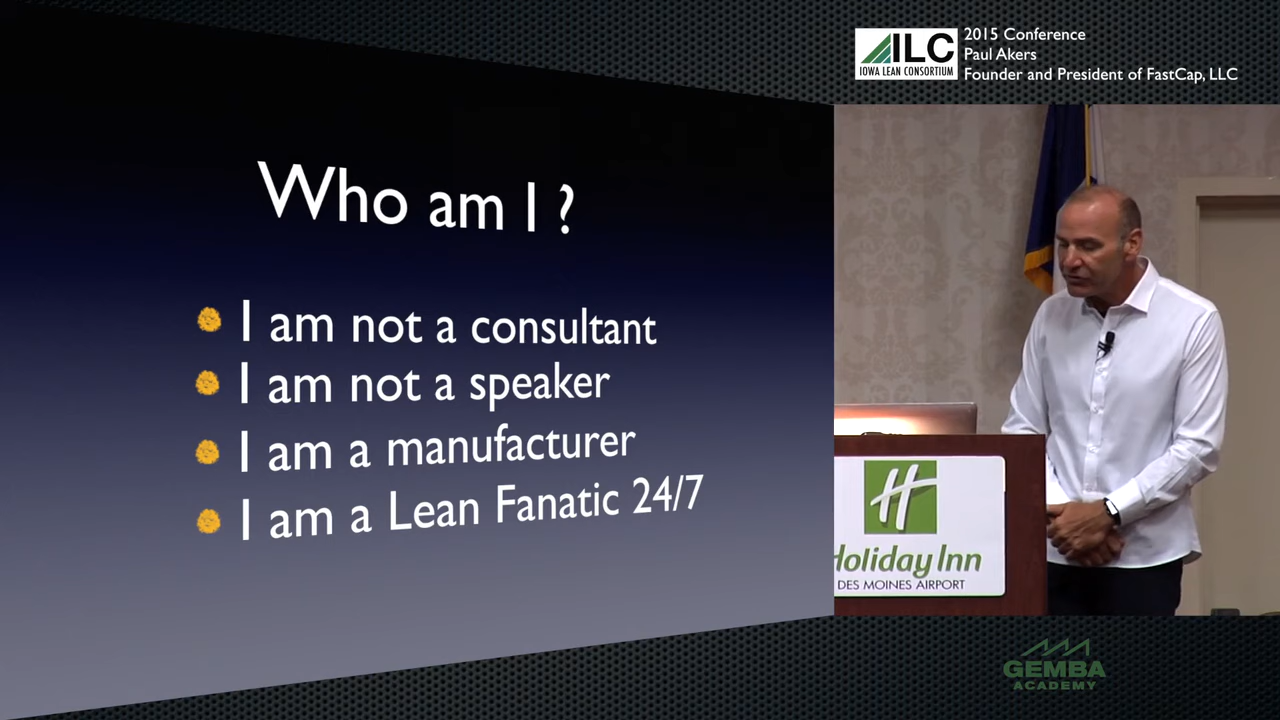 ILC
IOWA LEAN CONSORTIUM
2015 Conference
Paul Akers
Founder and President of FastCap, LLC
Who am I ?
I am not a consultant
I am not a speaker
I am a manufacturer
I am a Lean Fanatic 24/7
H
Holiday Inn
DES MOINES AIRPORT
GEMBA
ACADEMY